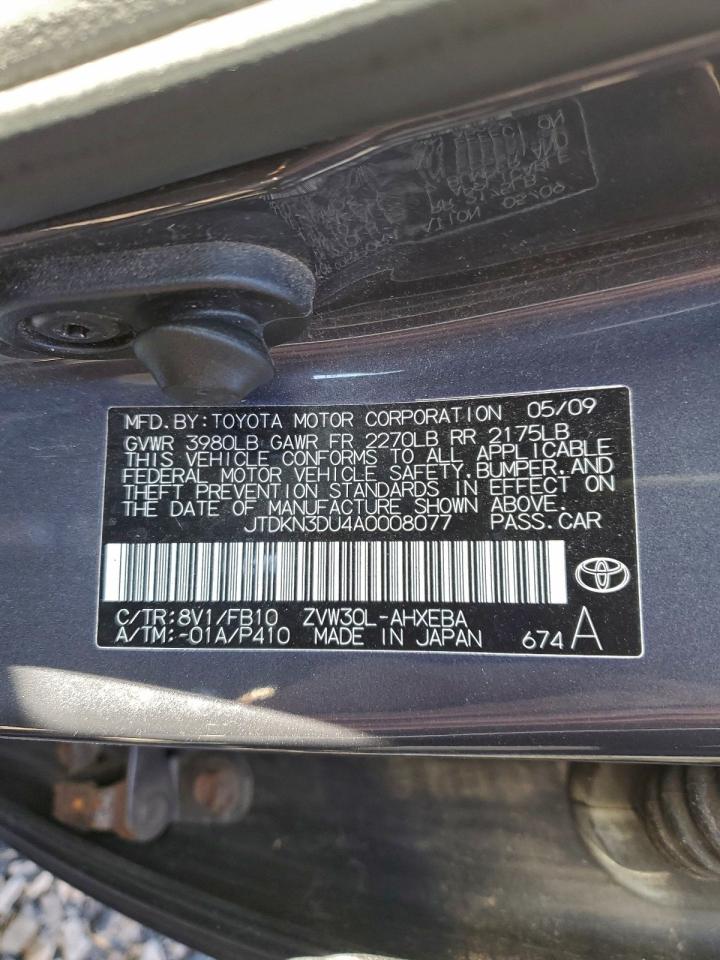 MFD.BY:TOYOTA MOTOR CORPORATION 05/09
GVWR 3980LB GAWR FR 2270LB RR 2175LB
THIS VEHICLE CONFORMS TO ALL APPLICABLE
FEDERAL MOTOR VEHICLE SAFETY,BUMPER,AND
THEFT PREVENTION STANDARDS IN EFFECT ON
THE DATE OF MANUFACTURE SHOWN ABOVE.
JTDKN3DU4A0008077 PASS.CAR
C/TR:8V1/FB10 ZVW30L-AHXEBA
A/TM:-01A/P410 MADE IN JAPAN 674 A